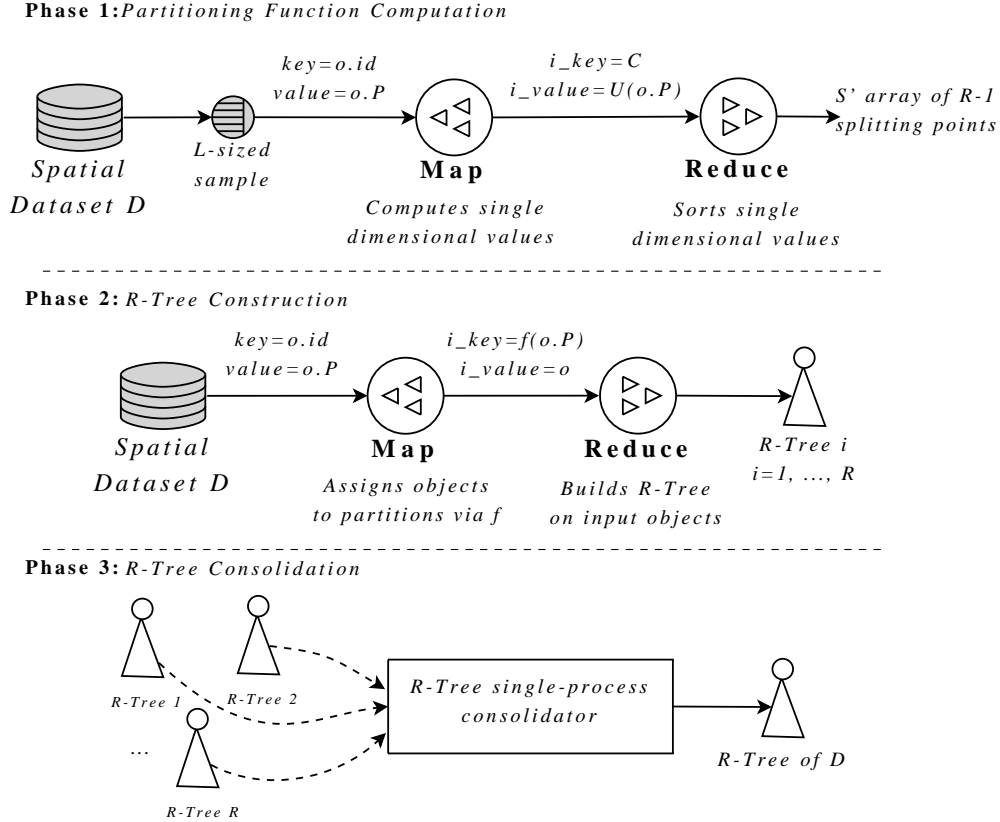 Phase 1: Partitioning Function Computation
key=o.id
value=o.P
i_key=C
i_value=U(o.P)
S' array of R-1
splitting points
L-sized
sample
Spatial
Dataset D
Map
Reduce
Computes single
dimensional values
Sorts single
dimensional values
Phase 2: R-Tree Construction
key=o.id
value=o.P
i_key=f(o.P)
i_value=o
Spatial
Dataset D
Map
Reduce
R-Tree i
i=1, ..., R
Assigns objects
to partitions via f
Builds R-Tree
on input objects
Phase 3: R-Tree Consolidation
R-Tree 1
R-Tree 2
...
R-Tree R
R-Tree single-process
consolidator
R-Tree of D